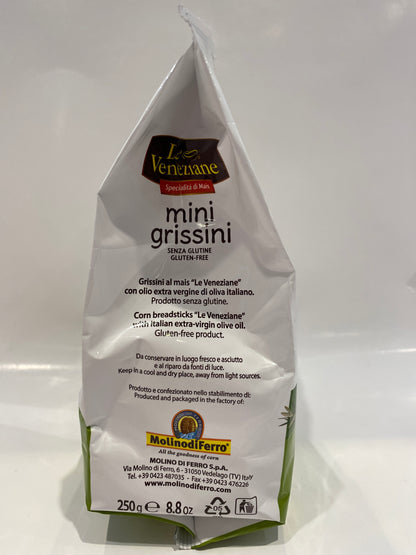 Le
Veneziane
Specialità di Mais
mini
grissini
SENZA GLUTINE
GLUTEN-FREE
Grissini al mais "Le Veneziane"
con olio extra vergine di oliva italiano.
Prodotto senza glutine.
Corn breadsticks "Le Veneziane"
with Italian extra-virgin olive oil.
Gluten-free product.
Da conservare in luogo fresco e asciutto
e al riparo da fonti di luce.
Keep in a cool and dry place, away from light sources.
Prodotto e confezionato nello stabilimento di:
Produced and packaged in the factory of:
MolinodiFerro®
All the goodness of corn
MOLINO DI FERRO S.p.A.
Via Molino di Ferro, 6 - 31050 Vedelago (TV) Italy
Tel. +39 0423 487035 - Fax +39 0423 476226
www.molinodiferro.com
250 g ℮ 8.8 oz
05